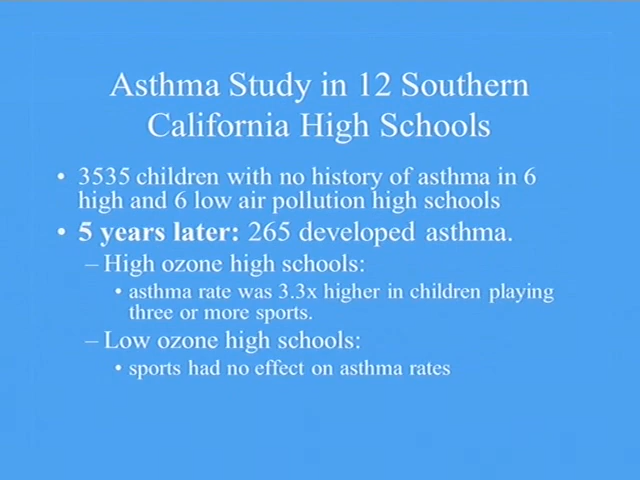 Asthma Study in 12 Southern
California High Schools
• 3535 children with no history of asthma in 6
high and 6 low air pollution high schools
• 5 years later: 265 developed asthma.
– High ozone high schools:
• asthma rate was 3.3x higher in children playing
three or more sports.
– Low ozone high schools:
• sports had no effect on asthma rates